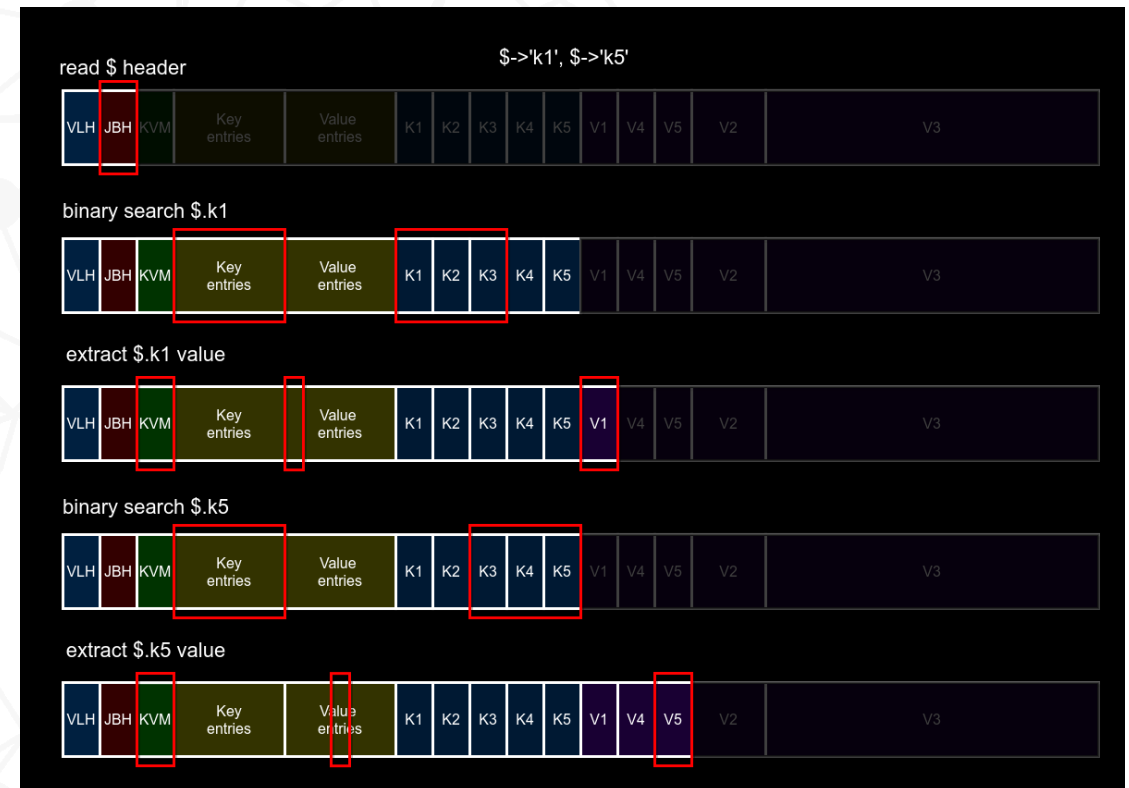 $->'k1', $->'k5'
read $ header
VLH JBH KVM Key entries Value entries K1 K2 K3 K4 K5 V1 V4 V5 V2 V3
binary search $.k1
VLH JBH KVM Key entries Value entries K1 K2 K3 K4 K5 V1 V4 V5 V2 V3
extract $.k1 value
VLH JBH KVM Key entries Value entries K1 K2 K3 K4 K5 V1 V4 V5 V2 V3
binary search $.k5
VLH JBH KVM Key entries Value entries K1 K2 K3 K4 K5 V1 V4 V5 V2 V3
extract $.k5 value
VLH JBH KVM Key entries Value entries K1 K2 K3 K4 K5 V1 V4 V5 V2 V3